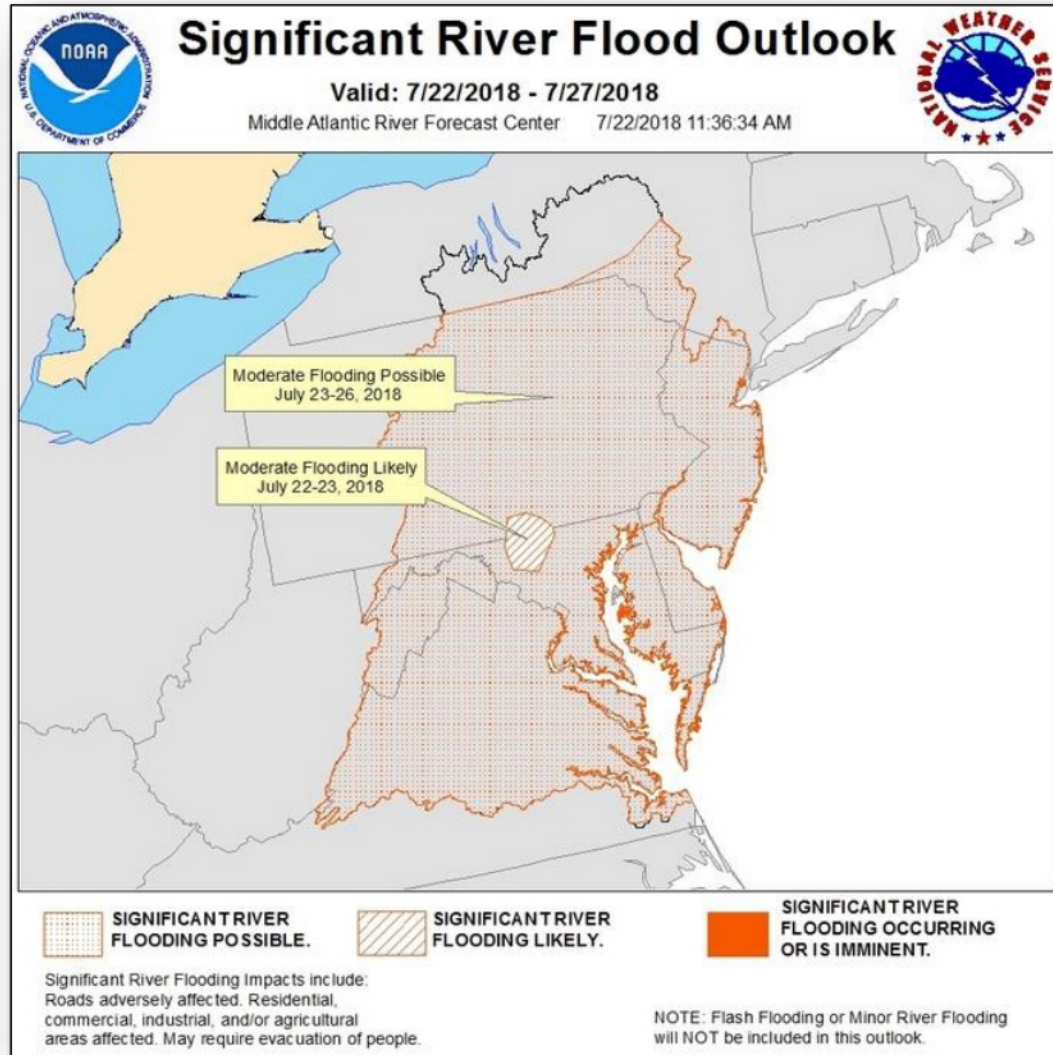 NOAA
NATIONAL OCEANIC AND ATMOSPHERIC ADMINISTRATION
U.S. DEPARTMENT OF COMMERCE
Significant River Flood Outlook
NATIONAL WEATHER SERVICE
Valid: 7/22/2018 - 7/27/2018
Middle Atlantic River Forecast Center 7/22/2018 11:36:34 AM
Moderate Flooding Possible
July 23-26, 2018
Moderate Flooding Likely
July 22-23, 2018
SIGNIFICANT RIVER
FLOODING POSSIBLE.
SIGNIFICANT RIVER
FLOODING LIKELY.
SIGNIFICANT RIVER
FLOODING OCCURRING
OR IS IMMINENT.
Significant River Flooding Impacts include:
Roads adversely affected. Residential,
commercial, industrial, and/or agricultural
areas affected. May require evacuation of people.
NOTE: Flash Flooding or Minor River Flooding
will NOT be included in this outlook.